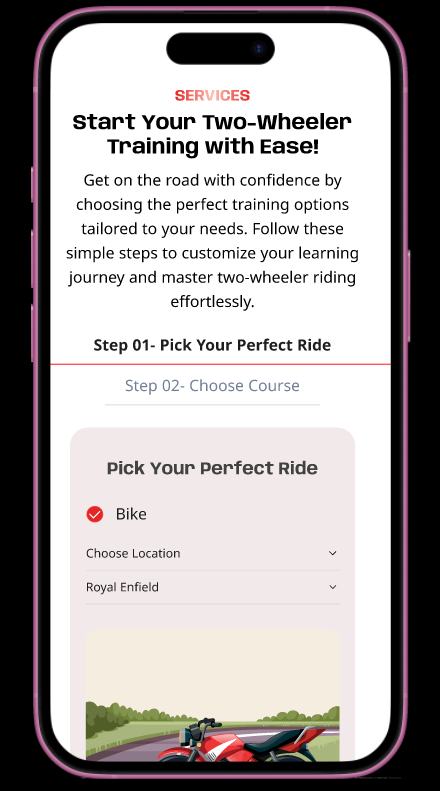 SERVICES
Start Your Two-Wheeler
Training with Ease!
Get on the road with confidence by
choosing the perfect training options
tailored to your needs. Follow these
simple steps to customize your learning
journey and master two-wheeler riding
effortlessly.
Step 01- Pick Your Perfect Ride
Step 02- Choose Course
Pick Your Perfect Ride
Bike
Choose Location
Royal Enfield